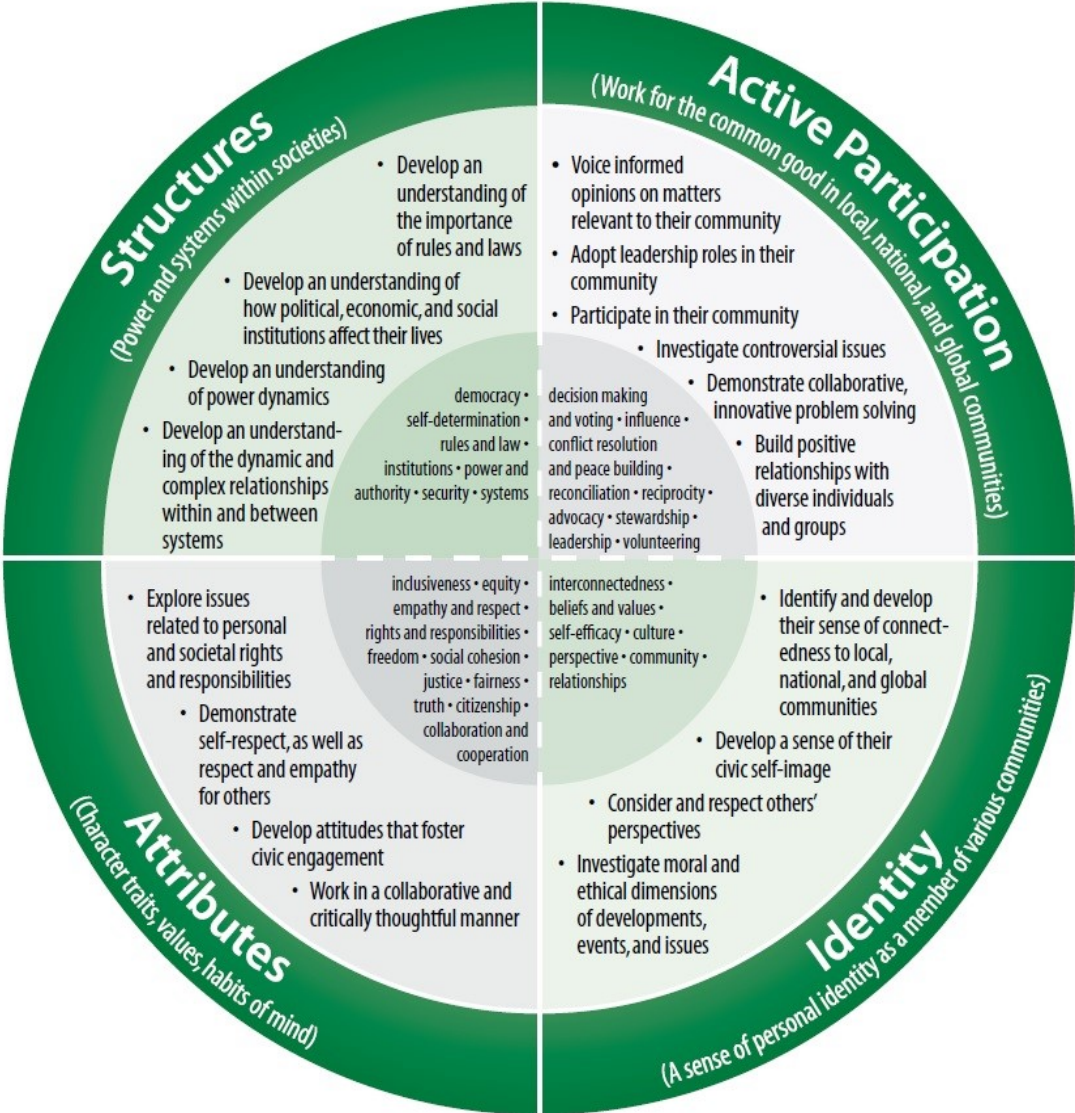 Structures
(Power and systems within societies)
• Develop an
understanding of
the importance
of rules and laws
• Develop an understanding of
how political, economic, and social
institutions affect their lives
• Develop an understanding
of power dynamics
• Develop an understand-
ing of the dynamic and
complex relationships
within and between
systems
democracy •
self-determination •
rules and law •
institutions • power and
authority • security • systems
Active Participation
(Work for the common good in local, national, and global communities)
• Voice informed
opinions on matters
relevant to their community
• Adopt leadership roles in their
community
• Participate in their community
• Investigate controversial issues
• Demonstrate collaborative,
innovative problem solving
• Build positive
relationships with
diverse individuals
and groups
decision making
and voting • influence •
conflict resolution
and peace building •
reconciliation • reciprocity •
advocacy • stewardship •
leadership • volunteering
Attributes
(Character traits, values, habits of mind)
• Explore issues
related to personal
and societal rights
and responsibilities
• Demonstrate
self-respect, as well as
respect and empathy
for others
• Develop attitudes that foster
civic engagement
• Work in a collaborative and
critically thoughtful manner
inclusiveness • equity •
empathy and respect •
rights and responsibilities •
freedom • social cohesion •
justice • fairness •
truth • citizenship •
collaboration and
cooperation
Identity
(A sense of personal identity as a member of various communities)
interconnectedness •
beliefs and values •
self-efficacy • culture •
perspective • community •
relationships
• Identify and develop
their sense of connect-
edness to local,
national, and global
communities
• Develop a sense of their
civic self-image
• Consider and respect others'
perspectives
• Investigate moral and
ethical dimensions
of developments,
events, and issues